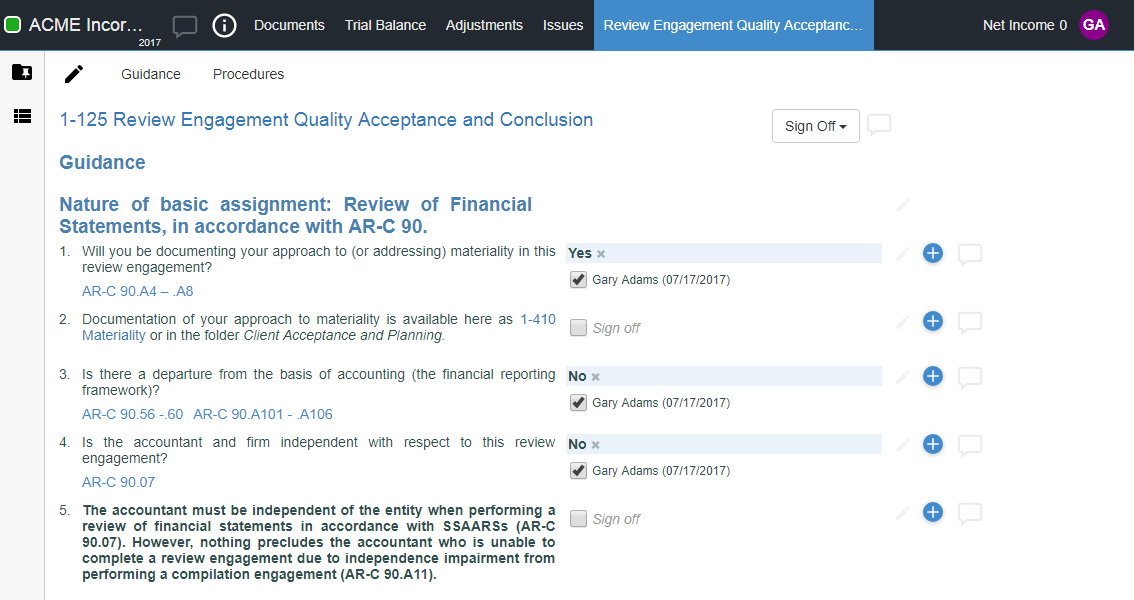 ACME Incor... Documents Trial Balance Adjustments Issues Review Engagement Quality Acceptanc... Net Income 0 GA
2017
Guidance Procedures
1-125 Review Engagement Quality Acceptance and Conclusion
Sign Off
Guidance
Nature of basic assignment: Review of Financial
Statements, in accordance with AR-C 90.
1. Will you be documenting your approach to (or addressing) materiality in this
review engagement?
AR-C 90.A4 – .A8
Yes ×
Gary Adams (07/17/2017)
2. Documentation of your approach to materiality is available here as 1-410
Materiality or in the folder Client Acceptance and Planning.
Sign off
3. Is there a departure from the basis of accounting (the financial reporting
framework)?
AR-C 90.56 -.60 AR-C 90.A101 - .A106
No ×
Gary Adams (07/17/2017)
4. Is the accountant and firm independent with respect to this review
engagement?
AR-C 90.07
No ×
Gary Adams (07/17/2017)
5. The accountant must be independent of the entity when performing a
review of financial statements in accordance with SSAARSs (AR-C
90.07). However, nothing precludes the accountant who is unable to
complete a review engagement due to independence impairment from
performing a compilation engagement (AR-C 90.A11).
Sign off